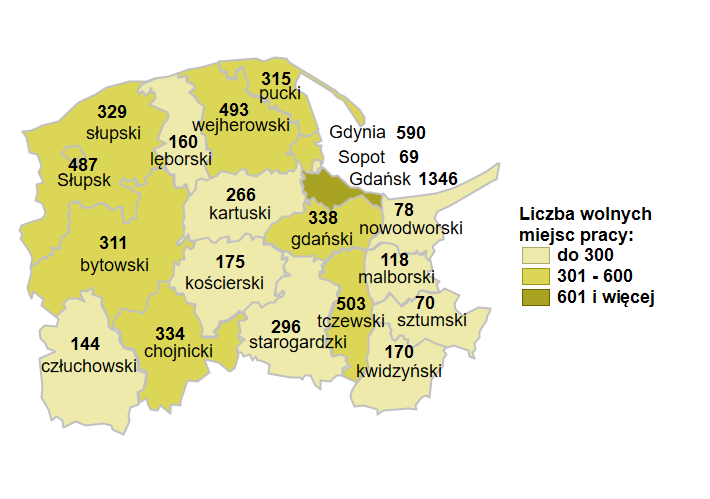 315
pucki
329
słupski
493
wejherowski
Gdynia 590
160
lęborski
Sopot 69
487
Słupsk
Gdańsk 1346
266
kartuski
338
gdański
78
nowodworski
311
bytowski
175
kościerski
118
malborski
503
tczewski
70
sztumski
144
człuchowski
334
chojnicki
296
starogardzki
170
kwidzyński
Liczba wolnych
miejsc pracy:
do 300
301 - 600
601 i więcej